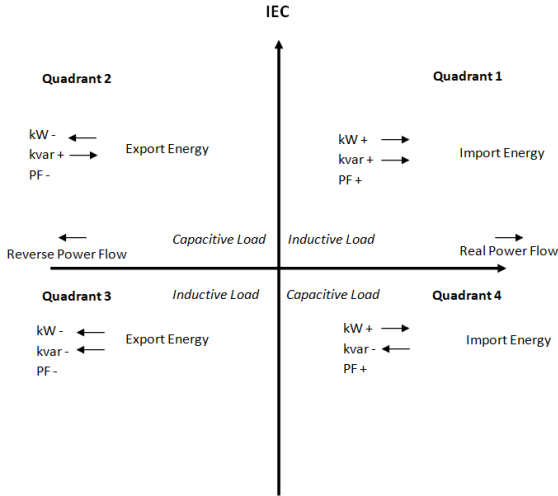 IEC
Quadrant 2
Quadrant 1
kW -
kvar +
PF -
Export Energy
kW +
kvar +
PF +
Import Energy
Reverse Power Flow
Capacitive Load
Inductive Load
Real Power Flow
Quadrant 3
Inductive Load
Capacitive Load
Quadrant 4
kW -
kvar -
PF -
Export Energy
kW +
kvar -
PF +
Import Energy